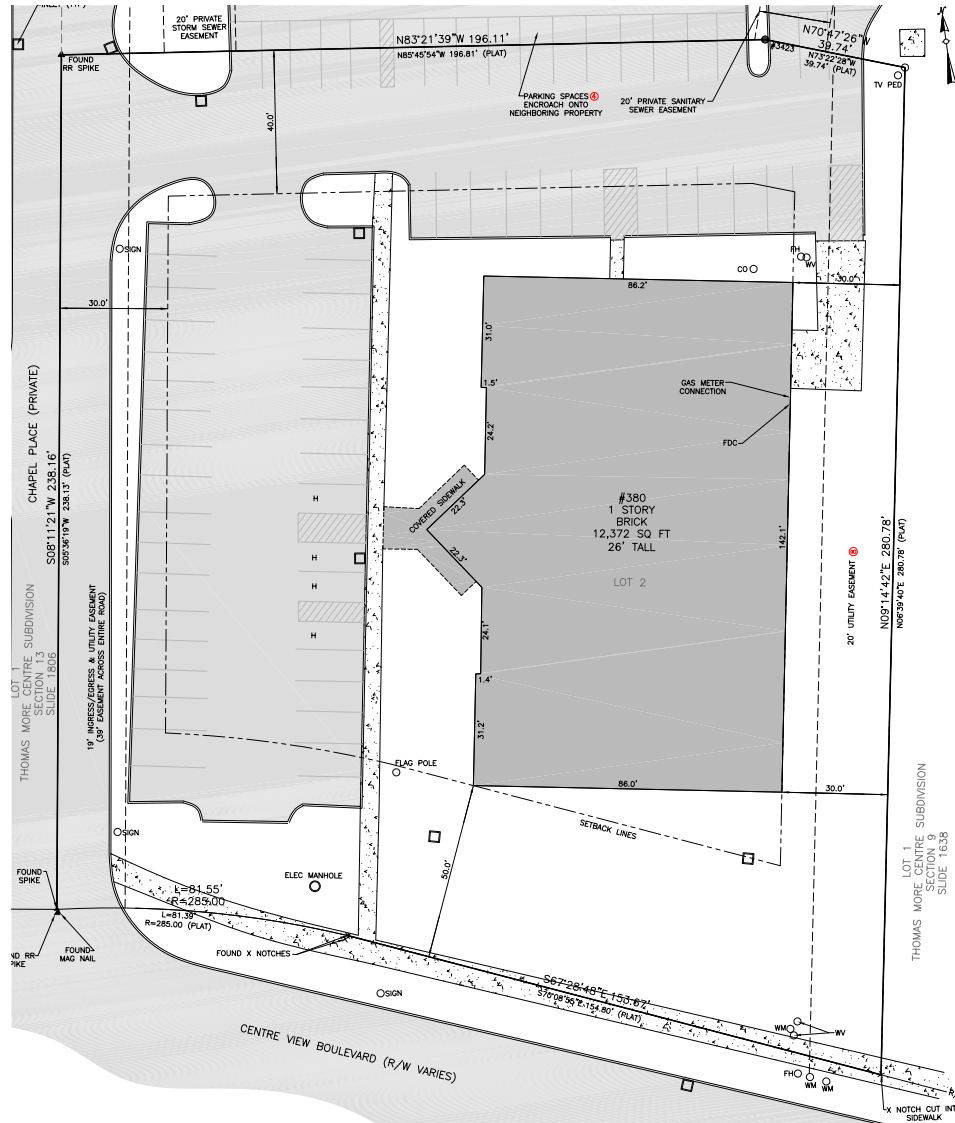 20' PRIVATE
STORM SEWER
EASEMENT
N83°21'39"W 196.11'
N85°45'54"W 196.81' (PLAT)
N70°47'26"W
39.74'
N73°22'28"W
39.74' (PLAT)
#3423
N
FOUND
RR SPIKE
TV PED
PARKING SPACES ④
ENCROACH ONTO
NEIGHBORING PROPERTY
20' PRIVATE SANITARY
SEWER EASEMENT
40.0'
SIGN
FH
WV
CO
30.0'
86.2'
30.0'
31.0'
1.5'
GAS METER
CONNECTION
24.2'
FDC
CHAPEL PLACE (PRIVATE)
S08°11'21"W 238.16'
S05°36'19"W 238.13' (PLAT)
H
H
H
H
COVERED SIDEWALK
22.3'
22.3'
#380
1 STORY
BRICK
12,372 SQ FT
26' TALL
LOT 2
142.1'
20' UTILITY EASEMENT
N09°14'42"E 280.78'
N06°39'40"E 280.78' (PLAT)
24.1'
1.4'
31.2'
LOT 1
THOMAS MORE CENTRE SUBDIVISION
SECTION 13
SLIDE 1806
19' INGRESS/EGRESS & UTILITY EASEMENT
(39' EASEMENT ACROSS ENTIRE ROAD)
FLAG POLE
86.0'
30.0'
SETBACK LINES
50.0'
SIGN
LOT 1
THOMAS MORE CENTRE SUBDIVISION
SECTION 9
SLIDE 1638
FOUND
SPIKE
ELEC MANHOLE
L=81.55'
R=285.00
L=81.39'
R=285.00 (PLAT)
FOUND
MAG NAIL
FOUND X NOTCHES
S67°28'48"E 153.67'
154.80' (PLAT)
SIGN
CENTRE VIEW BOULEVARD (R/W VARIES)
WM
WV
FH
WM
WM
X NOTCH CUT INT
SIDEWALK